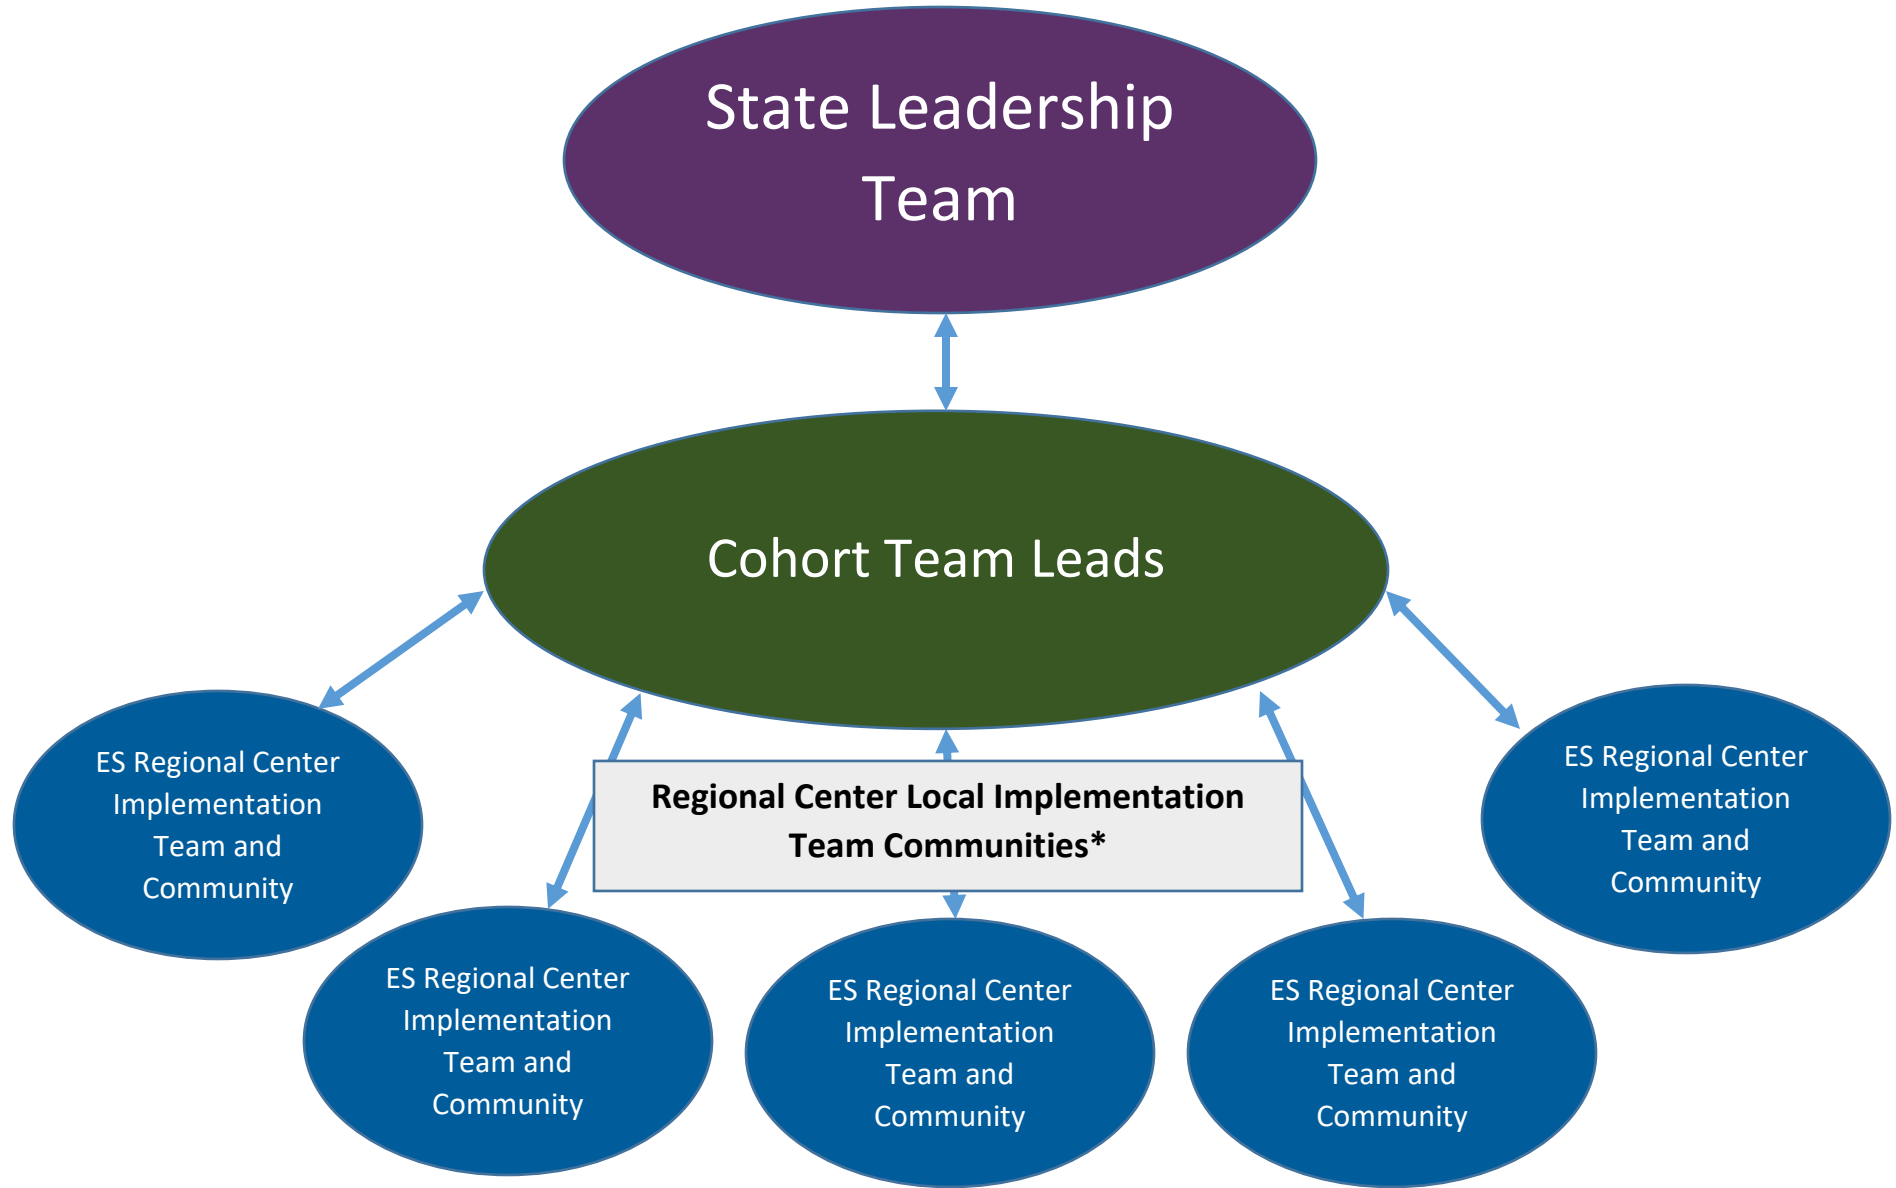 State Leadership
Team
Cohort Team Leads
Regional Center Local Implementation
Team Communities*
ES Regional Center
Implementation
Team and
Community
ES Regional Center
Implementation
Team and
Community
ES Regional Center
Implementation
Team and
Community
ES Regional Center
Implementation
Team and
Community
ES Regional Center
Implementation
Team and
Community